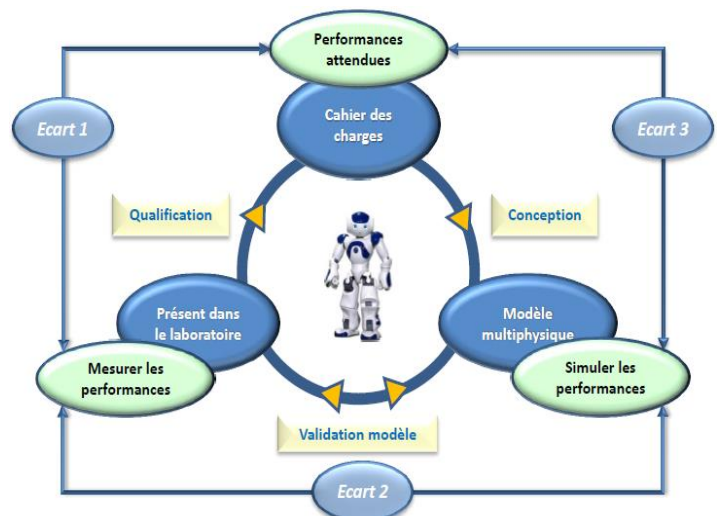 Performances
attendues
Cahier des
charges
Ecart 1
Ecart 3
Qualification
Conception
Présent dans
le laboratoire
Modèle
multiphysique
Mesurer les
performances
Simuler les
performances
Validation modèle
Ecart 2